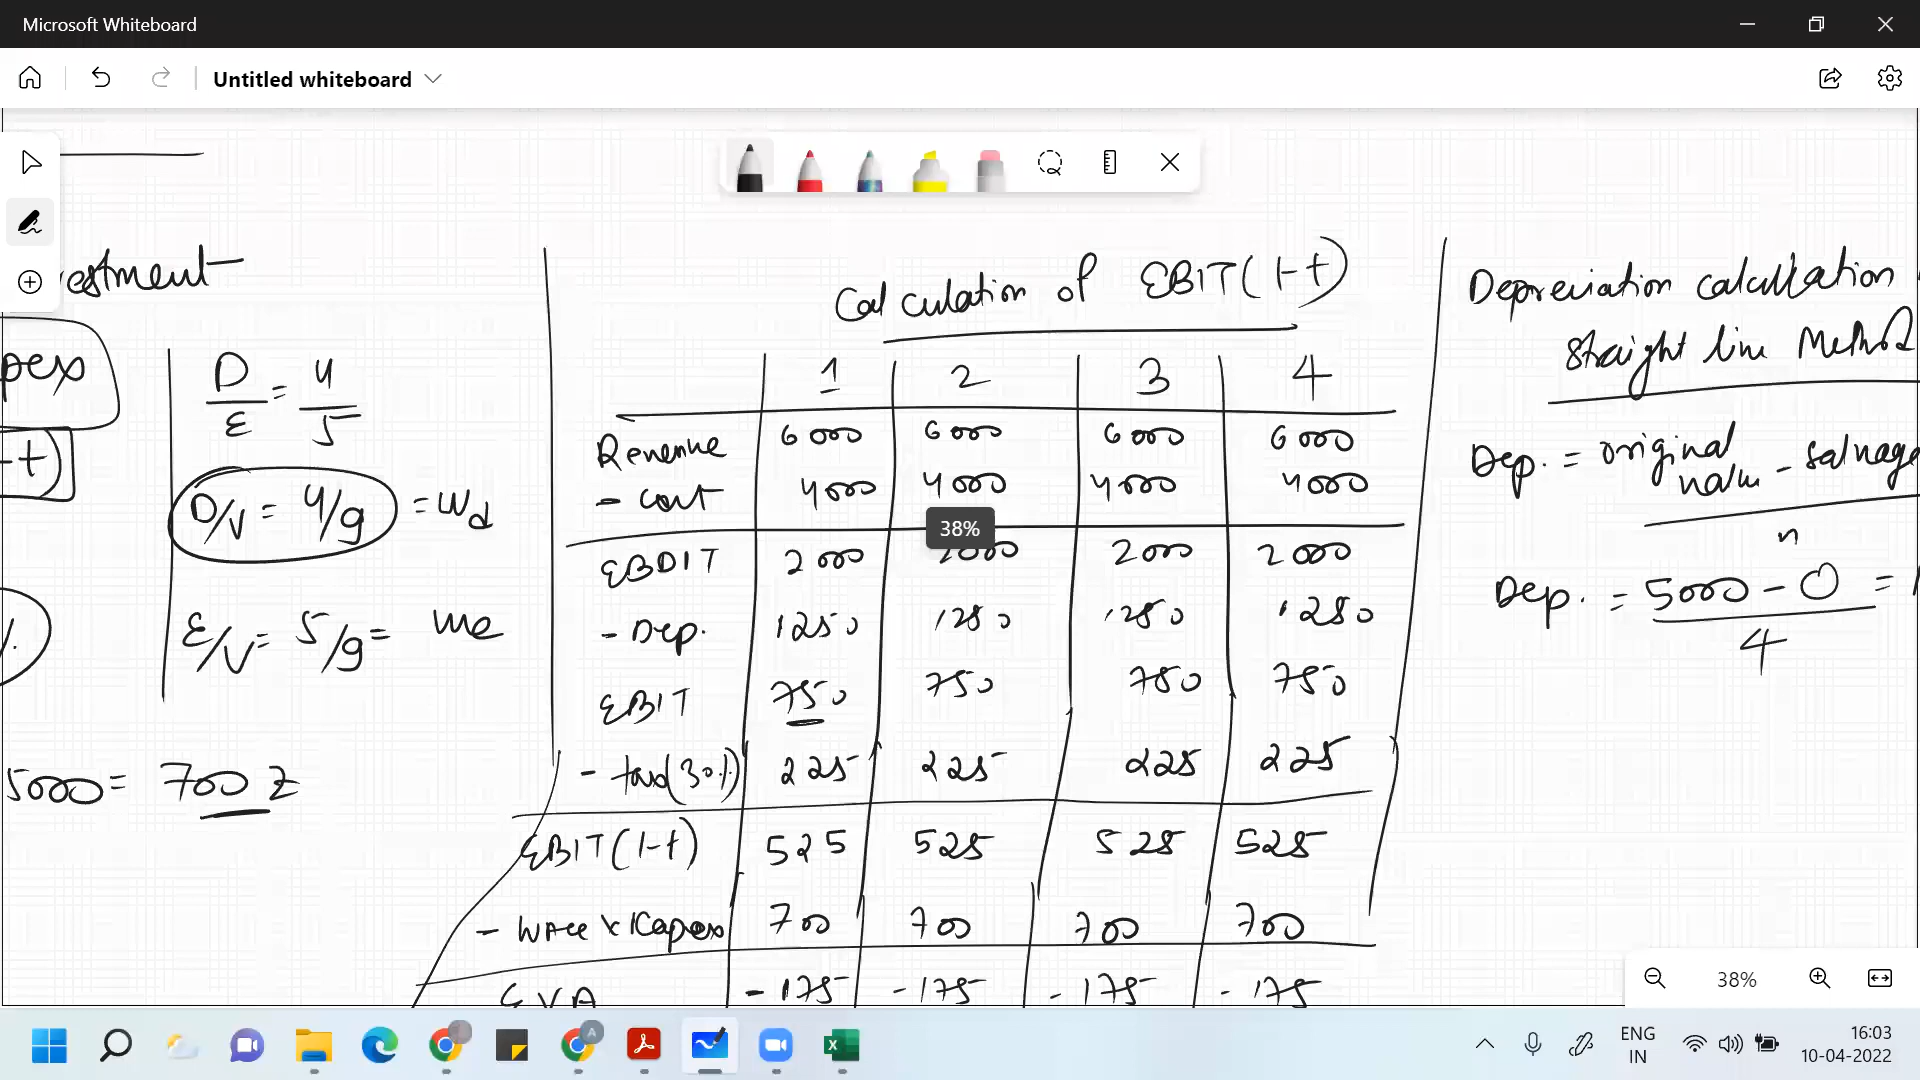 Microsoft Whiteboard
Untitled whiteboard
estment
pex
-t)
D/E = 4/5
D/V = 4/9 = Wd
E/V = 5/9 = We
5000 = 700 Z
Calculation of EBIT(1-t)
1 2 3 4
Revenue 6000 6000 6000 6000
- Cost 4000 4000 4000 4000
38%
EBDIT 2000 2000 2000 2000
- Dep. 1250 1250 1250 1250
EBIT 750 750 750 750
- tax(30%) 225 225 225 225
EBIT(1-t) 525 525 525 525
- WACC x Capex 700 700 700 700
EVA -175 -175 -175 -175
Depreciation calculation
Straight line Method
Dep. = original value - salvage
n
Dep. = 5000 - 0 =
4
38%
ENG
IN
16:03
10-04-2022